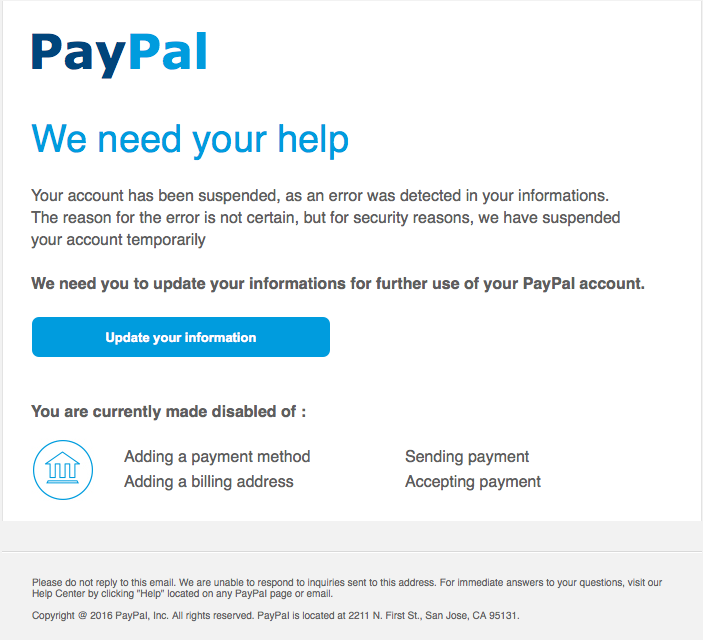 PayPal
We need your help
Your account has been suspended, as an error was detected in your informations.
The reason for the error is not certain, but for security reasons, we have suspended
your account temporarily
We need you to update your informations for further use of your PayPal account.
Update your information
You are currently made disabled of :
Adding a payment method
Adding a billing address
Sending payment
Accepting payment
Please do not reply to this email. We are unable to respond to inquiries sent to this address. For immediate answers to your questions, visit our
Help Center by clicking "Help" located on any PayPal page or email.
Copyright @ 2016 PayPal, Inc. All rights reserved. PayPal is located at 2211 N. First St., San Jose, CA 95131.